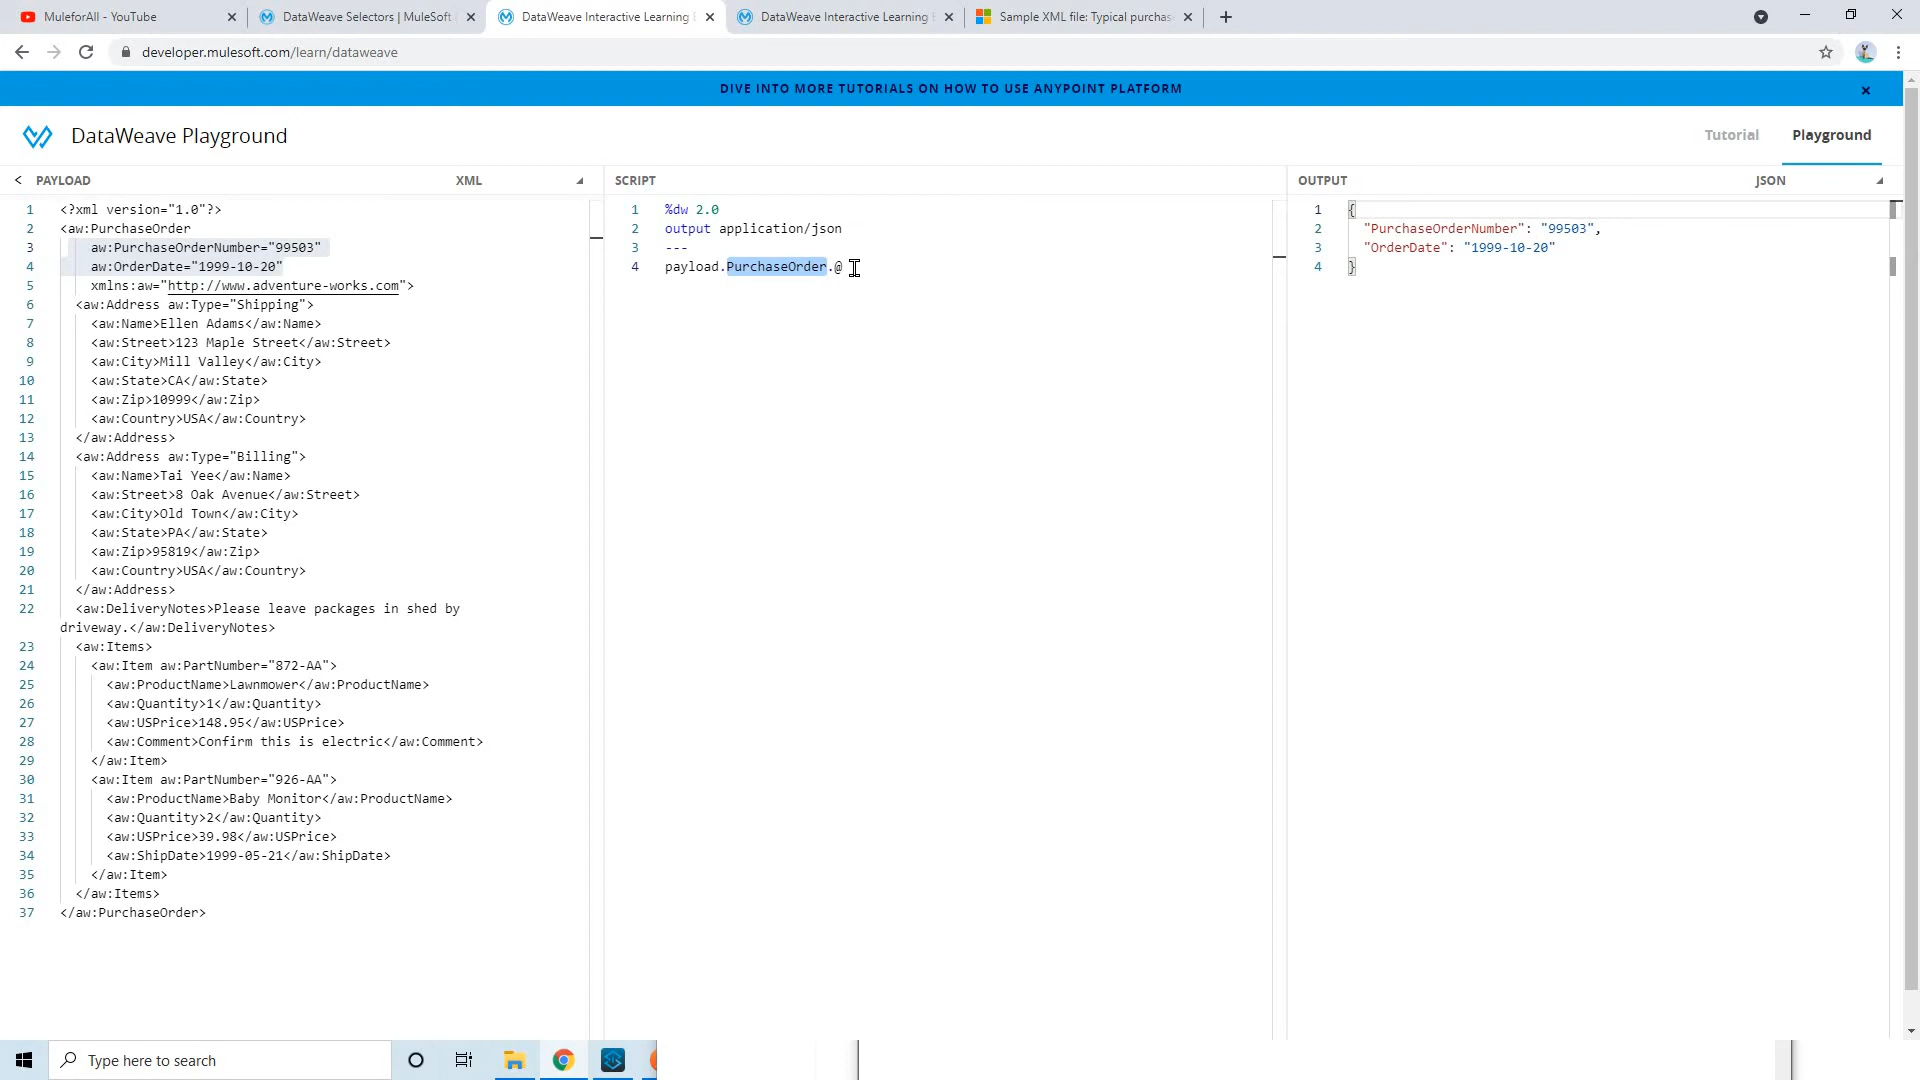 MuleforAll - YouTube
DataWeave Selectors | MuleSoft
DataWeave Interactive Learning
DataWeave Interactive Learning
Sample XML file: Typical purchas
developer.mulesoft.com/learn/dataweave
DIVE INTO MORE TUTORIALS ON HOW TO USE ANYPOINT PLATFORM
DataWeave Playground
Tutorial
Playground
< PAYLOAD
XML
1 <?xml version="1.0"?>
2 <aw:PurchaseOrder
3 aw:PurchaseOrderNumber="99503"
4 aw:OrderDate="1999-10-20"
5 xmlns:aw="http://www.adventure-works.com">
6 <aw:Address aw:Type="Shipping">
7 <aw:Name>Ellen Adams</aw:Name>
8 <aw:Street>123 Maple Street</aw:Street>
9 <aw:City>Mill Valley</aw:City>
10 <aw:State>CA</aw:State>
11 <aw:Zip>10999</aw:Zip>
12 <aw:Country>USA</aw:Country>
13 </aw:Address>
14 <aw:Address aw:Type="Billing">
15 <aw:Name>Tai Yee</aw:Name>
16 <aw:Street>8 Oak Avenue</aw:Street>
17 <aw:City>Old Town</aw:City>
18 <aw:State>PA</aw:State>
19 <aw:Zip>95819</aw:Zip>
20 <aw:Country>USA</aw:Country>
21 </aw:Address>
22 <aw:DeliveryNotes>Please leave packages in shed by
driveway.</aw:DeliveryNotes>
23 <aw:Items>
24 <aw:Item aw:PartNumber="872-AA">
25 <aw:ProductName>Lawnmower</aw:ProductName>
26 <aw:Quantity>1</aw:Quantity>
27 <aw:USPrice>148.95</aw:USPrice>
28 <aw:Comment>Confirm this is electric</aw:Comment>
29 </aw:Item>
30 <aw:Item aw:PartNumber="926-AA">
31 <aw:ProductName>Baby Monitor</aw:ProductName>
32 <aw:Quantity>2</aw:Quantity>
33 <aw:USPrice>39.98</aw:USPrice>
34 <aw:ShipDate>1999-05-21</aw:ShipDate>
35 </aw:Item>
36 </aw:Items>
37 </aw:PurchaseOrder>
SCRIPT
1 %dw 2.0
2 output application/json
3 ---
4 payload.PurchaseOrder.@
OUTPUT
JSON
1 {
2 "PurchaseOrderNumber": "99503",
3 "OrderDate": "1999-10-20"
4 }
Type here to search